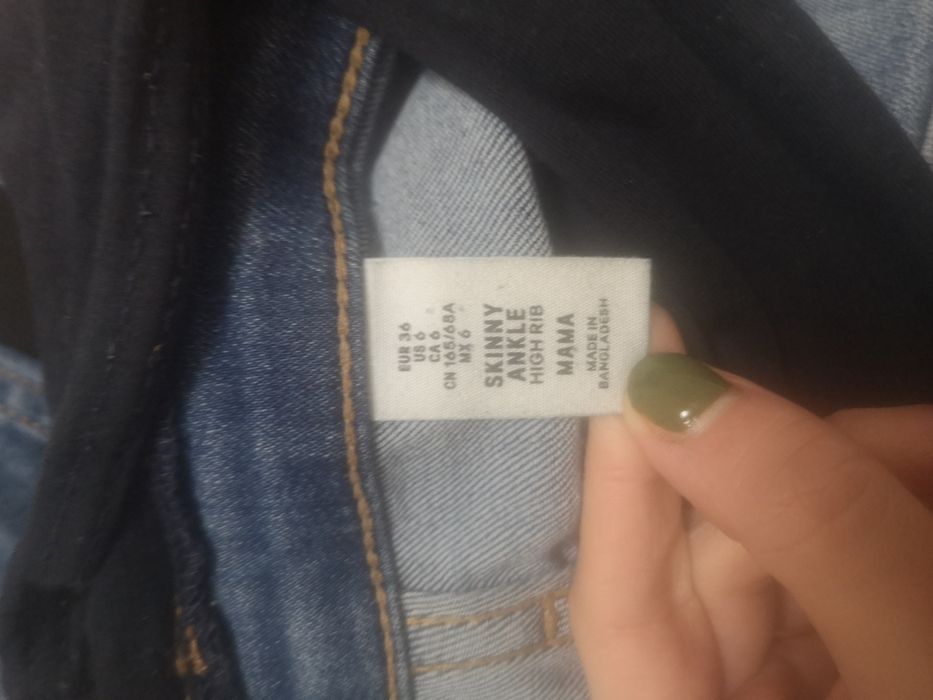 EUR 36
US 6
CA 6
CN 165/68A
MX 6
SKINNY
ANKLE
HIGH RIB
MAMA
MADE IN
BANGLADESH